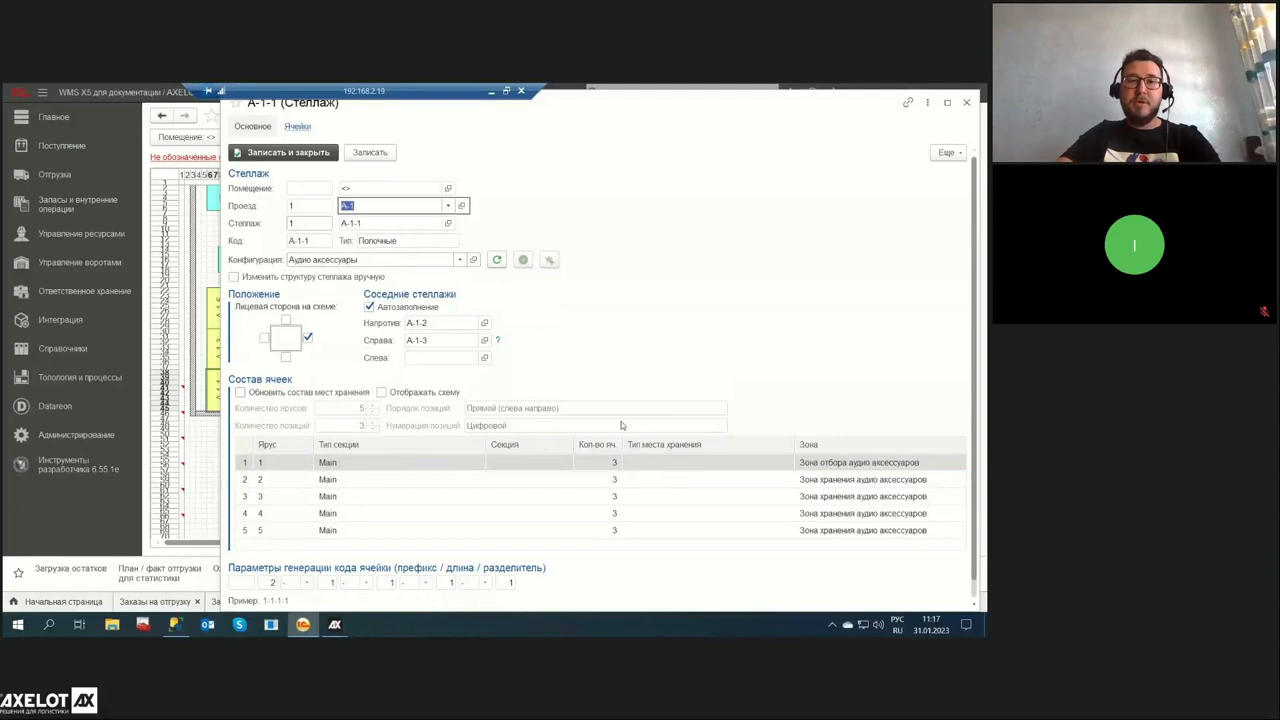 WMS X5 для документации / AXELOT
192.168.2.19
А-1-1 (Стеллаж)
Главное
Поступление
Отгрузка
Запасы и внутренние
операции
Управление ресурсами
Управление воротами
Ответственное хранение
Интеграция
Справочники
Топология и процессы
Datareon
Администрирование
Инструменты
разработчика 6.55.1e
Помещение: <>
Не обозначенные
Основное Ячейки
Записать и закрыть Записать Еще
Стеллаж
Помещение: <>
Проезд: 1 А-1
Стеллаж: 1 А-1-1
Код: А-1-1 Тип: Полочные
Конфигурация: Аудио аксессуары
Изменить структуру стеллажа вручную
Положение Соседние стеллажи
Лицевая сторона на схеме: Автозаполнение
Напротив: А-1-2
Справа: А-1-3 ?
Слева:
Состав ячеек
Обновить состав мест хранения Отображать схему
Количество ярусов: 5 Порядок позиций: Прямой (слева направо)
Количество позиций: 3 Нумерация позиций: Цифровой
Ярус Тип секции Секция Кол-во яч. Тип места хранения Зона
1 1 Main 3 Зона отбора аудио аксессуаров
2 2 Main 3 Зона хранения аудио аксессуаров
3 3 Main 3 Зона хранения аудио аксессуаров
4 4 Main 3 Зона хранения аудио аксессуаров
5 5 Main 3 Зона хранения аудио аксессуаров
Параметры генерации кода ячейки (префикс / длина / разделитель)
2 - 1 - 1 - 1 - 1
Пример: 1-1-1-1
Загрузка остатков План / факт отгрузки
для статистики
Начальная страница Заказы на отгрузку
РУС
RU
11:17
31.01.2023
I
AXELOT AX
РЕШЕНИЯ ДЛЯ ЛОГИСТИКИ